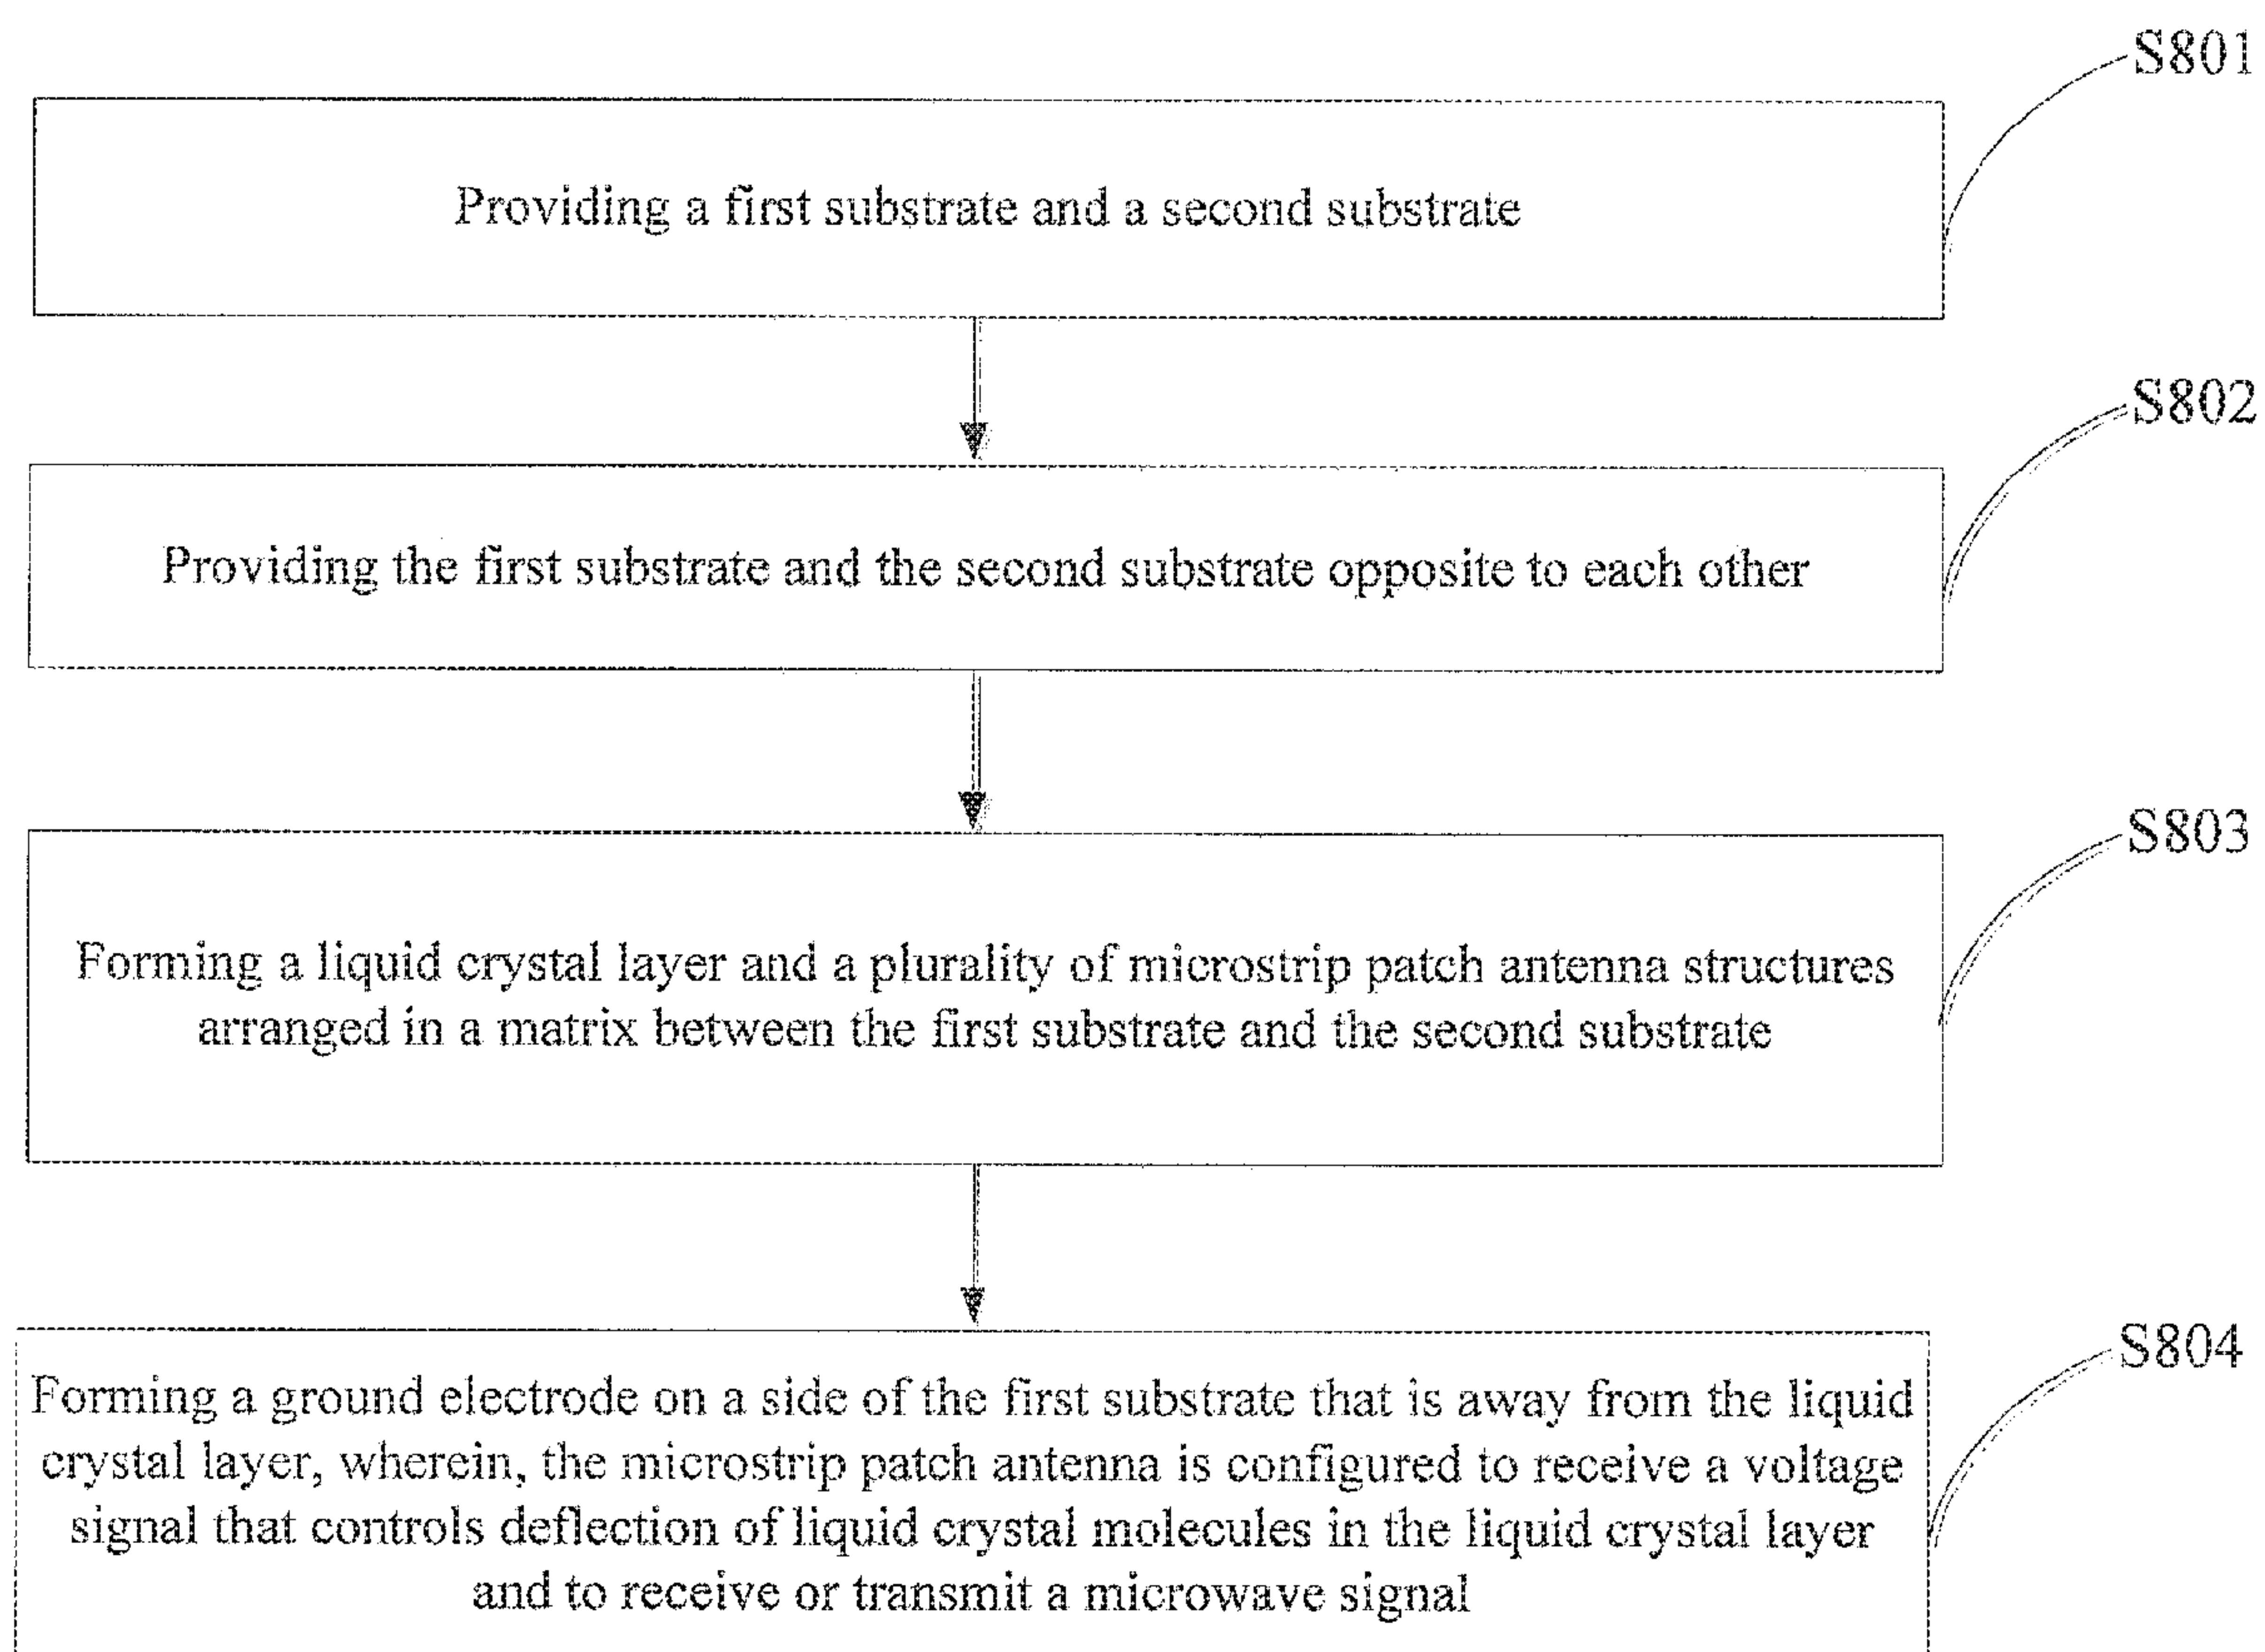 S801
Providing a first substrate and a second substrate
S802
Providing the first substrate and the second substrate opposite to each other
S803
Forming a liquid crystal layer and a plurality of microstrip patch antenna structures
arranged in a matrix between the first substrate and the second substrate
S804
Forming a ground electrode on a side of the first substrate that is away from the liquid
crystal layer, wherein, the microstrip patch antenna is configured to receive a voltage
signal that controls deflection of liquid crystal molecules in the liquid crystal layer
and to receive or transmit a microwave signal